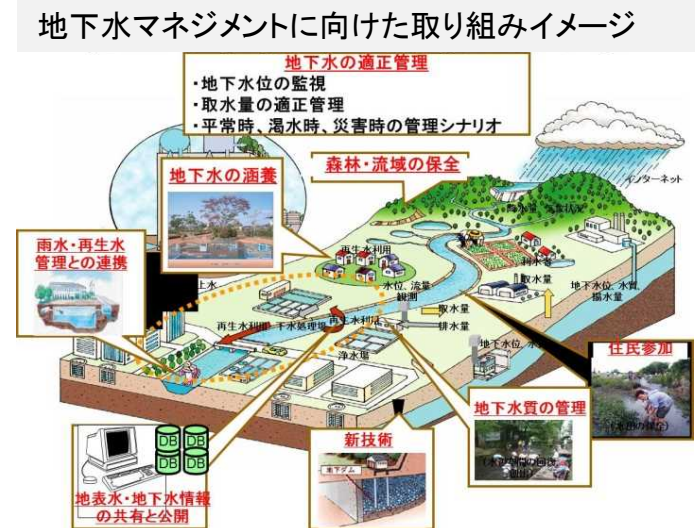 地下水マネジメントに向けた取り組みイメージ
地下水の適正管理
・地下水位の監視
・取水量の適正管理
・平常時、渇水時、災害時の管理シナリオ
地下水の涵養
森林・流域の保全
インターネット
雨水・再生水
管理との連携
上水
再生水利用
水位、流量
観測
利水者
取水量
地下水位、水質、
揚水量
取水量
排水量
再生水利用
下水処理場
再生水利活
浄水場
地下水位、水
住民参加
地下水質の管理
新技術
地下ダム
DB
DB
DB
DB
地表水・地下水情報
の共有と公開